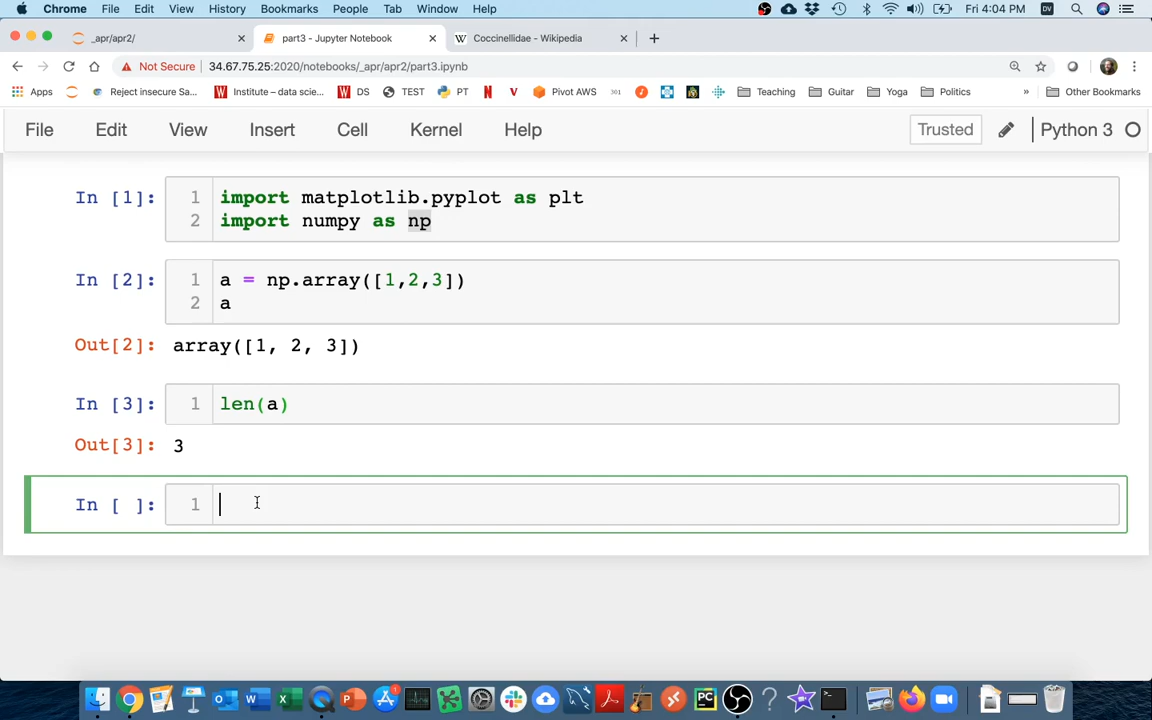 Chrome File Edit View History Bookmarks People Tab Window Help Fri 4:04 PM DV
_apr/apr2/ part3 - Jupyter Notebook Coccinellidae - Wikipedia
Not Secure 34.67.75.25:2020/notebooks/_apr/apr2/part3.ipynb
Apps Reject insecure Sa... Institute – data scie... DS TEST PT Pivot AWS 301 Teaching Guitar Yoga Politics » Other Bookmarks
File Edit View Insert Cell Kernel Help Trusted Python 3
In [1]: 1 import matplotlib.pyplot as plt
2 import numpy as np
In [2]: 1 a = np.array([1,2,3])
2 a
Out[2]: array([1, 2, 3])
In [3]: 1 len(a)
Out[3]: 3
In [ ]: 1